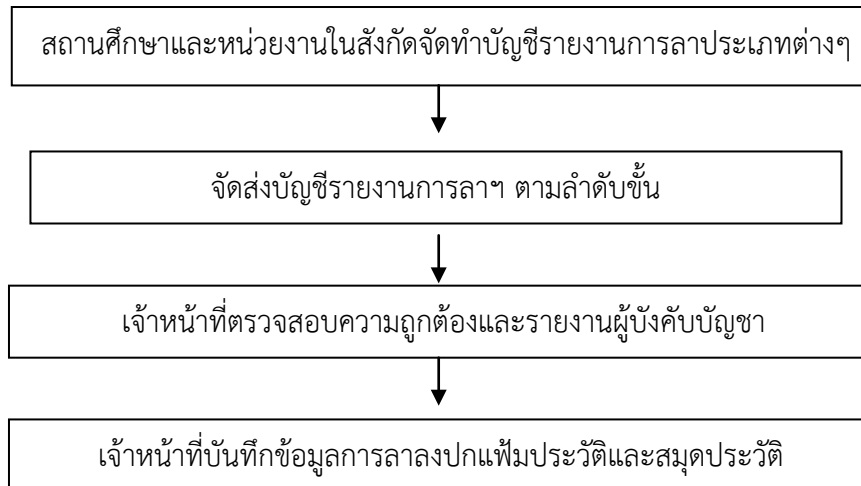 สถานศึกษาและหน่วยงานในสังกัดจัดทำบัญชีรายงานการลาประเภทต่างๆ
จัดส่งบัญชีรายงานการลาฯ ตามลำดับขั้น
เจ้าหน้าที่ตรวจสอบความถูกต้องและรายงานผู้บังคับบัญชา
เจ้าหน้าที่บันทึกข้อมูลการลาลงปกแฟ้มประวัติและสมุดประวัติ